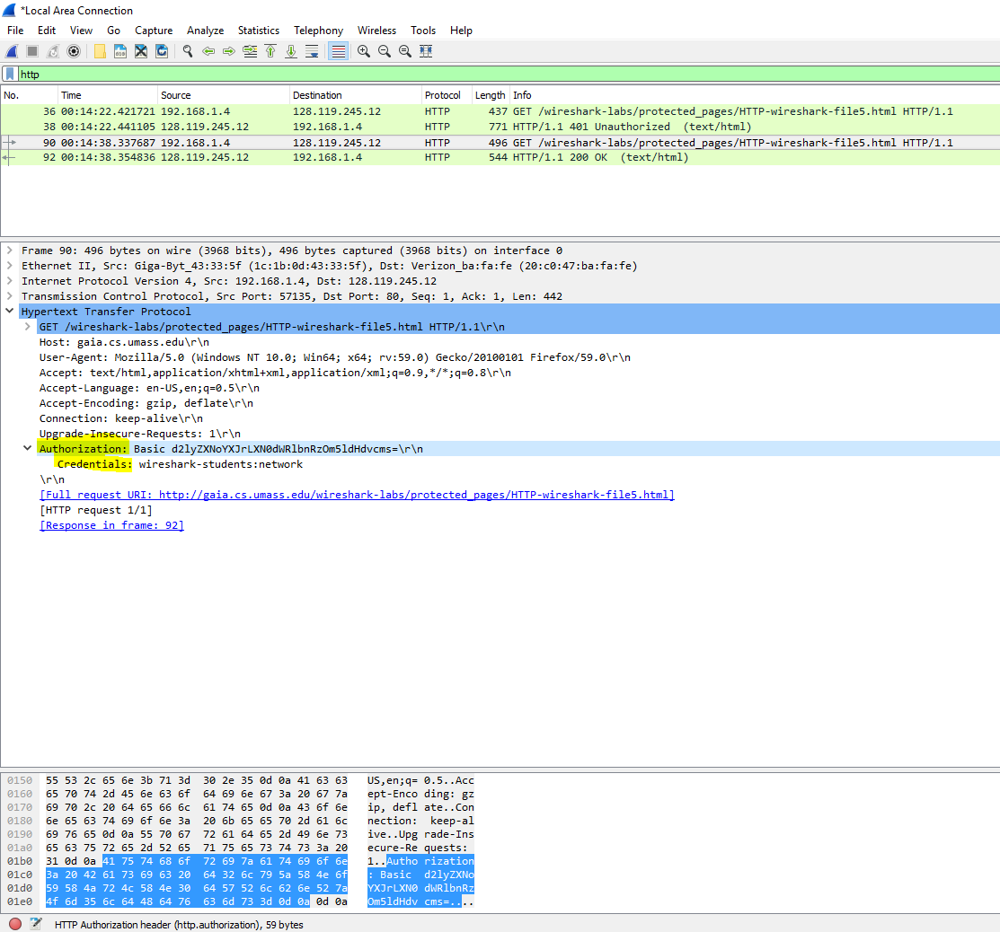 *Local Area Connection
File Edit View Go Capture Analyze Statistics Telephony Wireless Tools Help
http
No. Time Source Destination Protocol Length Info
36 00:14:22.421721 192.168.1.4 128.119.245.12 HTTP 437 GET /wireshark-labs/protected_pages/HTTP-wireshark-file5.html HTTP/1.1
38 00:14:22.441105 128.119.245.12 192.168.1.4 HTTP 771 HTTP/1.1 401 Unauthorized (text/html)
90 00:14:38.337687 192.168.1.4 128.119.245.12 HTTP 496 GET /wireshark-labs/protected_pages/HTTP-wireshark-file5.html HTTP/1.1
92 00:14:38.354836 128.119.245.12 192.168.1.4 HTTP 544 HTTP/1.1 200 OK (text/html)
Frame 90: 496 bytes on wire (3968 bits), 496 bytes captured (3968 bits) on interface 0
Ethernet II, Src: Giga-Byt_43:33:5f (1c:1b:0d:43:33:5f), Dst: Verizon_ba:fa:fe (20:c0:47:ba:fa:fe)
Internet Protocol Version 4, Src: 192.168.1.4, Dst: 128.119.245.12
Transmission Control Protocol, Src Port: 57135, Dst Port: 80, Seq: 1, Ack: 1, Len: 442
Hypertext Transfer Protocol
GET /wireshark-labs/protected_pages/HTTP-wireshark-file5.html HTTP/1.1\r\n
Host: gaia.cs.umass.edu\r\n
User-Agent: Mozilla/5.0 (Windows NT 10.0; Win64; x64; rv:59.0) Gecko/20100101 Firefox/59.0\r\n
Accept: text/html,application/xhtml+xml,application/xml;q=0.9,*/*;q=0.8\r\n
Accept-Language: en-US,en;q=0.5\r\n
Accept-Encoding: gzip, deflate\r\n
Connection: keep-alive\r\n
Upgrade-Insecure-Requests: 1\r\n
Authorization: Basic d2lyZXNoYXJrLXN0dWRlbnRzOm5ldHdvcms=\r\n
Credentials: wireshark-students:network
\r\n
[Full request URI: http://gaia.cs.umass.edu/wireshark-labs/protected_pages/HTTP-wireshark-file5.html]
[HTTP request 1/1]
[Response in frame: 92]
0150 55 53 2c 65 6e 3b 71 3d 30 2e 35 0d 0a 41 63 63 US,en;q= 0.5..Acc
0160 65 70 74 2d 45 6e 63 6f 64 69 6e 67 3a 20 67 7a ept-Enco ding: gz
0170 69 70 2c 20 64 65 66 6c 61 74 65 0d 0a 43 6f 6e ip, defl ate..Con
0180 6e 65 63 74 69 6f 6e 3a 20 6b 65 65 70 2d 61 6c nection: keep-al
0190 69 76 65 0d 0a 55 70 67 72 61 64 65 2d 49 6e 73 ive..Upg rade-Ins
01a0 65 63 75 72 65 2d 52 65 71 75 65 73 74 73 3a 20 ecure-Re quests:
01b0 31 0d 0a 41 75 74 68 6f 72 69 7a 61 74 69 6f 6e 1..Autho rization
01c0 3a 20 42 61 73 69 63 20 64 32 6c 79 5a 58 4e 6f : Basic d2lyZXNo
01d0 59 58 4a 72 4c 58 4e 30 64 57 52 6c 62 6e 52 7a YXJrLXN0 dWRlbnRz
01e0 4f 6d 35 6c 64 48 64 76 63 6d 73 3d 0d 0a 0d 0a Om5ldHdv cms=....
HTTP Authorization header (http.authorization), 59 bytes